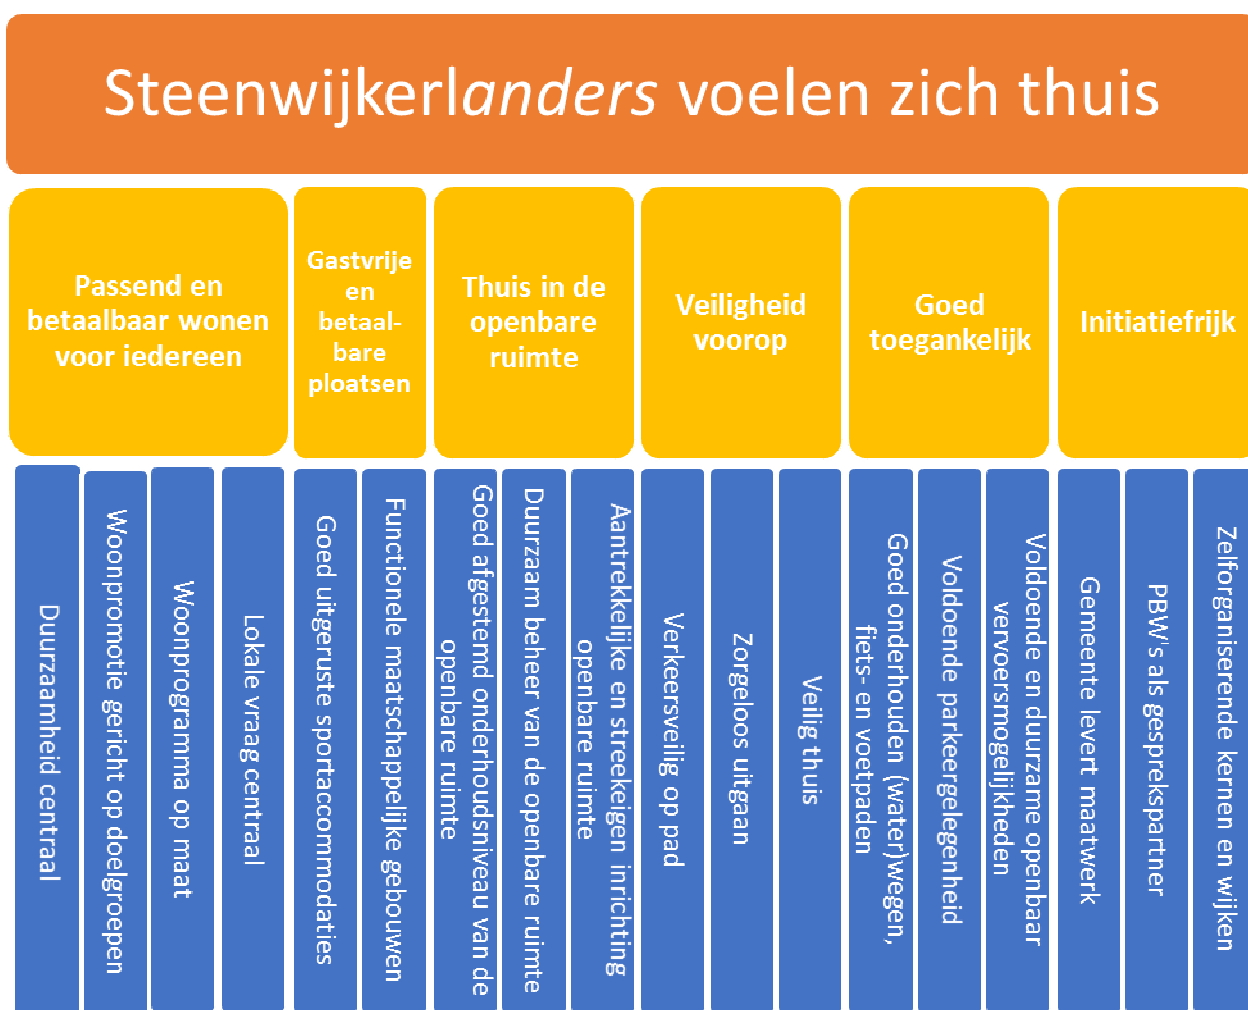 Steenwijkerlanders voelen zich thuis
Passend en
betaalbaar wonen
voor iedereen
Gastvrije
en
betaal-
bare
ploatsen
Thuis in de
openbare
ruimte
Veiligheid
voorop
Goed
toegankelijk
Initiatiefrijk
Duurzaamheid centraal
Woonpromotie gericht op doelgroepen
Woonprogramma op maat
Lokale vraag centraal
Goed uitgeruste sportaccommodaties
Functionele maatschappelijke gebouwen
Goed afgestemd onderhoudsniveau van de
openbare ruimte
Duurzaam beheer van de openbare ruimte
Aantrekkelijke en streekeigen inrichting
openbare ruimte
Verkeersveilig op pad
Zorgeloos uitgaan
Veilig thuis
Goed onderhouden (water)wegen,
fiets- en voetpaden
Voldoende parkeergelegenheid
Voldoende en duurzame openbaar
vervoersmogelijkheden
Gemeente levert maatwerk
PBW's als gesprekspartner
Zelforganiserende kernen en wijken